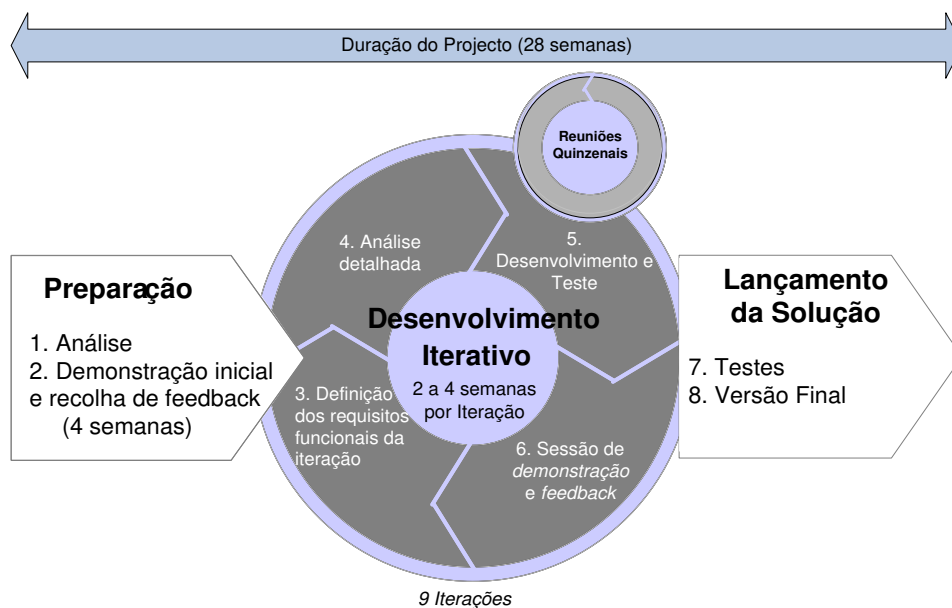 Duração do Projecto (28 semanas)
Reuniões
Quinzenais
Preparação
1. Análise
2. Demonstração inicial
e recolha de feedback
(4 semanas)
Desenvolvimento
Iterativo
2 a 4 semanas
por Iteração
3. Definição
dos requisitos
funcionais da
iteração
4. Análise
detalhada
5.
Desenvolvimento e
Teste
6. Sessão de
demonstração
e feedback
Lançamento
da Solução
7. Testes
8. Versão Final
9 Iterações